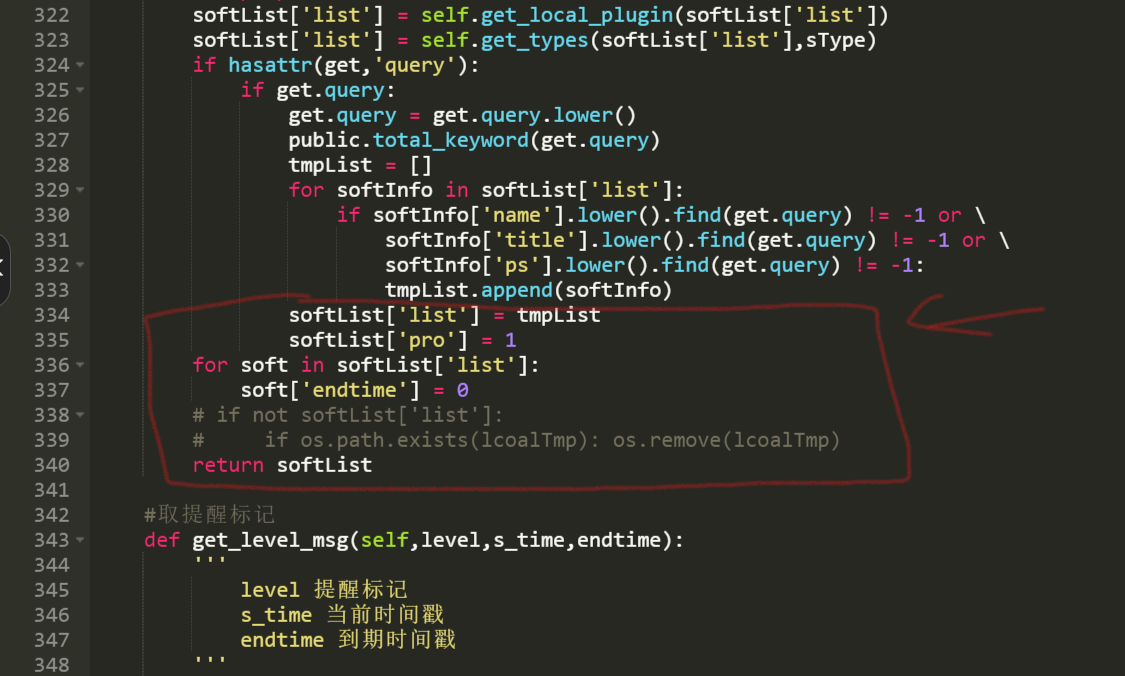 322 softList['list'] = self.get_local_plugin(softList['list'])
323 softList['list'] = self.get_types(softList['list'],sType)
324 if hasattr(get,'query'):
325 if get.query:
326 get.query = get.query.lower()
327 public.total_keyword(get.query)
328 tmpList = []
329 for softInfo in softList['list']:
330 if softInfo['name'].lower().find(get.query) != -1 or \
331 softInfo['title'].lower().find(get.query) != -1 or \
332 softInfo['ps'].lower().find(get.query) != -1:
333 tmpList.append(softInfo)
334 softList['list'] = tmpList
335 softList['pro'] = 1
336 for soft in softList['list']:
337 soft['endtime'] = 0
338 # if not softList['list']:
339 #     if os.path.exists(lcoalTmp): os.remove(lcoalTmp)
340 return softList
341
342 #取提醒标记
343 def get_level_msg(self,level,s_time,endtime):
344 '''
345 level 提醒标记
346 s_time 当前时间戳
347 endtime 到期时间戳
348 '''